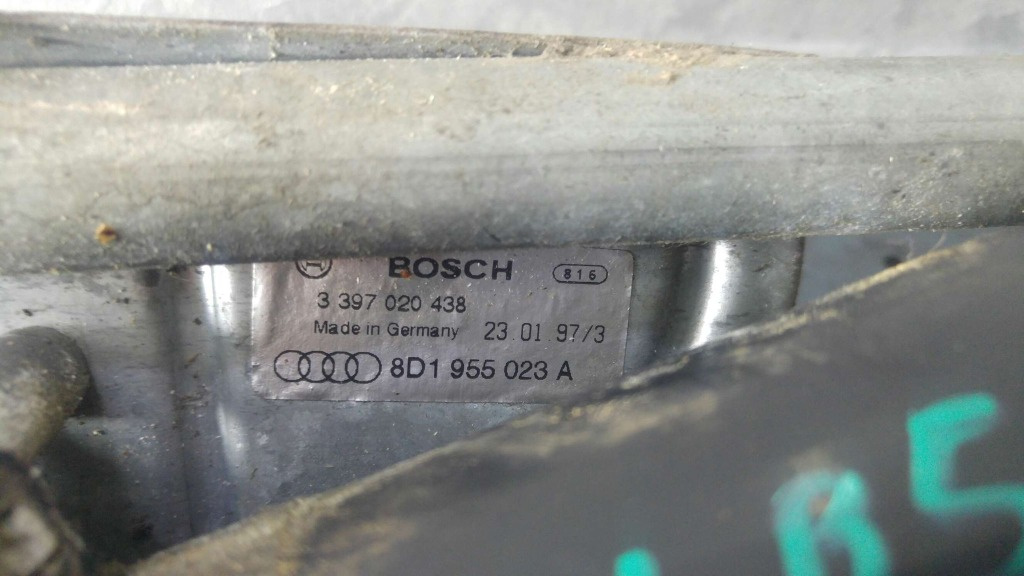 BOSCH 816
3 397 020 438
Made in Germany 23.01.97/3
8D1 955 023 A
B5